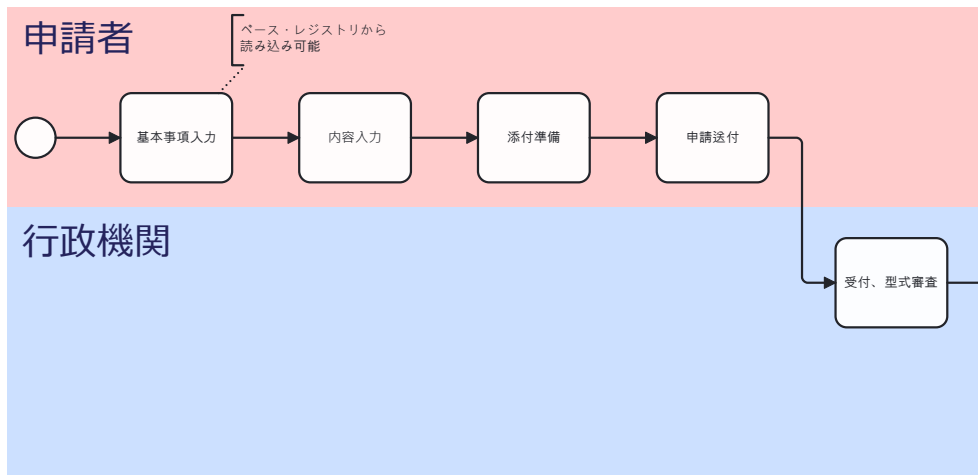 申請者
ベース・レジストリから
読み込み可能
基本事項入力
内容入力
添付準備
申請送付
行政機関
受付、型式審査